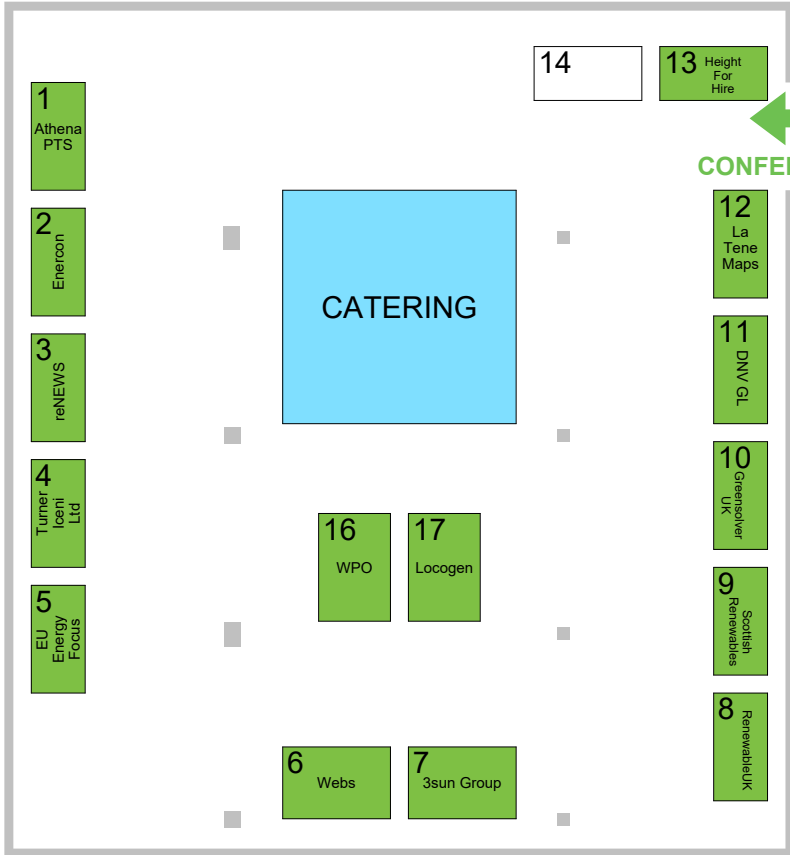 14
13
Height
For
Hire
1
Athena
PTS
CONFE
12
La
Tene
Maps
2
Enercon
CATERING
11
DNV GL
3
reNEWS
10
Greensolver
UK
4
Turner
Iceni
Ltd
16
WPO
17
Locogen
9
Scottish
Renewables
5
EU
Energy
Focus
8
RenewableUK
6
Webs
7
3sun Group